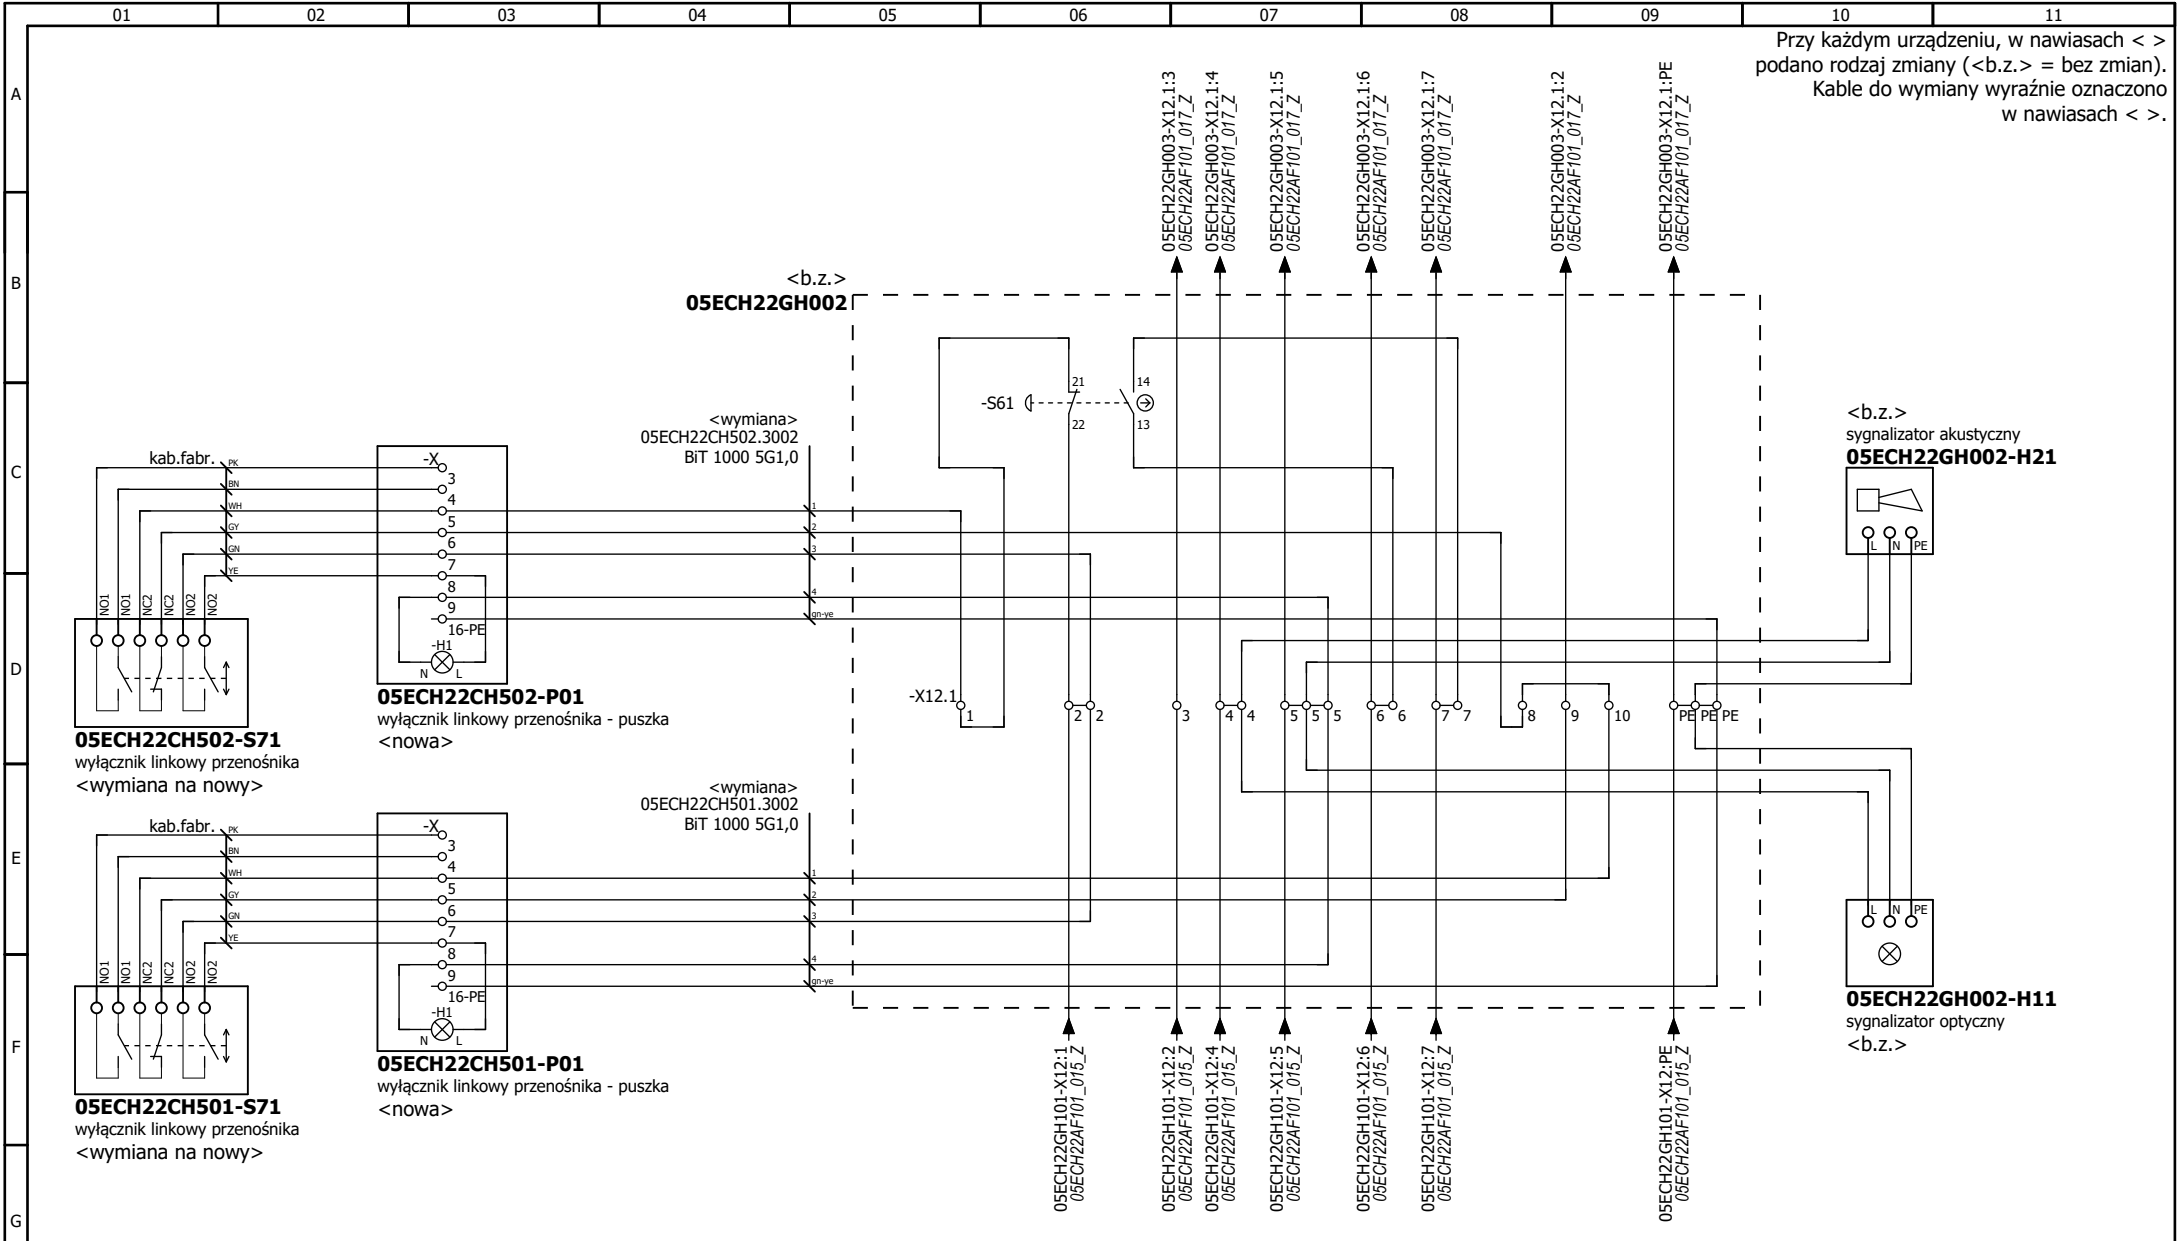 01 02 03 04 05 06 07 08 09 10 11
A
B
C
D
E
F
G
Przy każdym urządzeniu, w nawiasach < >
podano rodzaj zmiany (<b.z.> = bez zmian).
Kable do wymiany wyraźnie oznaczono
w nawiasach < >.
05ECH22GH003-X12.1:3
05ECH22AF101_017_Z
05ECH22GH003-X12.1:4
05ECH22AF101_017_Z
05ECH22GH003-X12.1:5
05ECH22AF101_017_Z
05ECH22GH003-X12.1:6
05ECH22AF101_017_Z
05ECH22GH003-X12.1:7
05ECH22AF101_017_Z
05ECH22GH003-X12.1:2
05ECH22AF101_017_Z
05ECH22GH003-X12.1:PE
05ECH22AF101_017_Z
<b.z.>
05ECH22GH002
-S61
21
22
14
13
<b.z.>
sygnalizator akustyczny
05ECH22GH002-H21
L N PE
<wymiana>
05ECH22CH502.3002
BiT 1000 5G1,0
1
2
3
4
gn-ye
kab.fabr.
PK
BN
WH
GY
GN
YE
-X
3
4
5
6
7
8
9
16-PE
-H1
N L
NO1 NO1 NC2 NC2 NO2 NO2
05ECH22CH502-P01
wyłącznik linkowy przenośnika - puszka
<nowa>
05ECH22CH502-S71
wyłącznik linkowy przenośnika
<wymiana na nowy>
-X12.1
1 2 2 3 4 4 5 5 5 6 6 7 7 8 9 10 PE PE PE
<wymiana>
05ECH22CH501.3002
BiT 1000 5G1,0
1
2
3
4
gn-ye
kab.fabr.
PK
BN
WH
GY
GN
YE
-X
3
4
5
6
7
8
9
16-PE
-H1
N L
NO1 NO1 NC2 NC2 NO2 NO2
05ECH22CH501-P01
wyłącznik linkowy przenośnika - puszka
<nowa>
05ECH22CH501-S71
wyłącznik linkowy przenośnika
<wymiana na nowy>
L N PE
05ECH22GH002-H11
sygnalizator optyczny
<b.z.>
05ECH22GH101-X12:1
05ECH22AF101_015_Z
05ECH22GH101-X12:2
05ECH22AF101_015_Z
05ECH22GH101-X12:4
05ECH22AF101_015_Z
05ECH22GH101-X12:5
05ECH22AF101_015_Z
05ECH22GH101-X12:6
05ECH22AF101_015_Z
05ECH22GH101-X12:7
05ECH22AF101_015_Z
05ECH22GH101-X12:PE
05ECH22AF101_015_Z